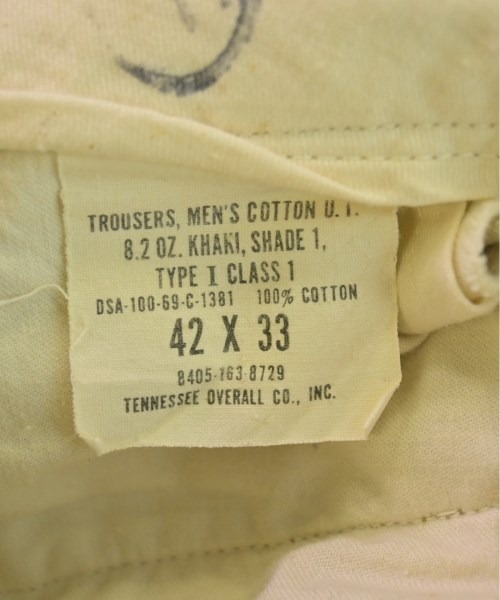 TROUSERS, MEN'S COTTON U. T.
8.2 OZ. KHAKI, SHADE 1,
TYPE I CLASS 1
DSA-100-69-C-1381 100% COTTON
42 X 33
8405-163-8729
TENNESSEE OVERALL CO., INC.